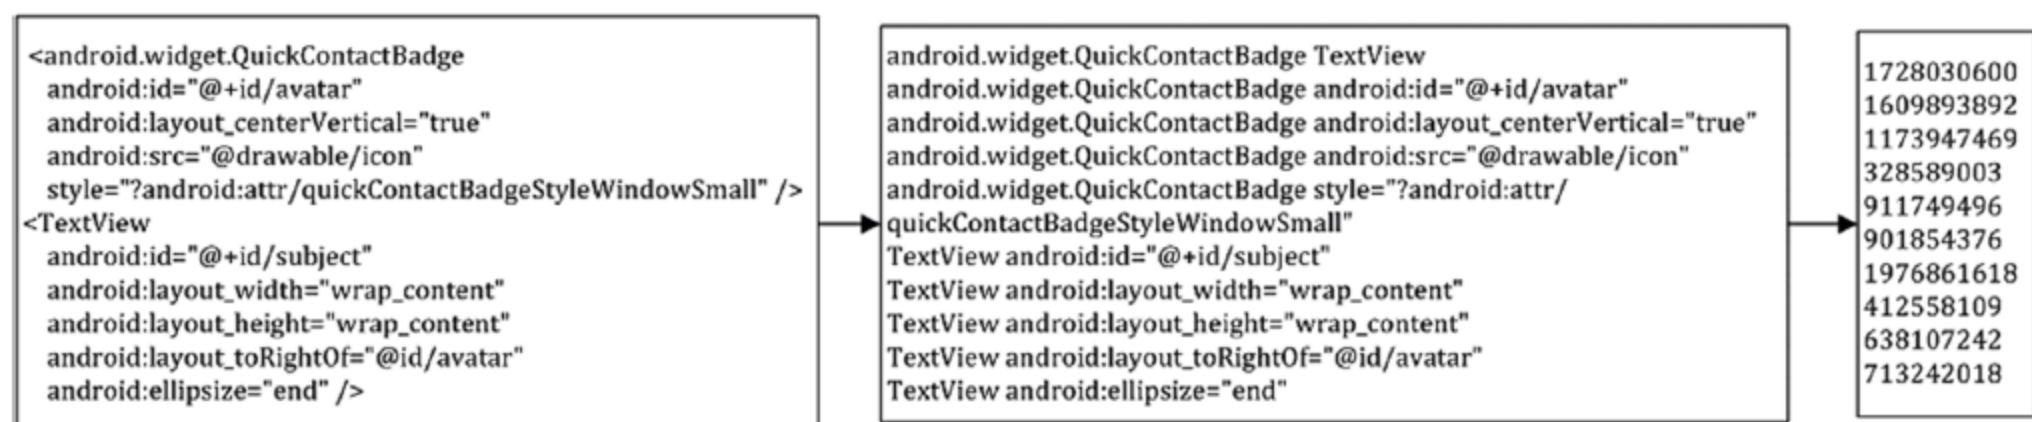 <android.widget.QuickContactBadge
android:id="@+id/avatar"
android:layout_centerVertical="true"
android:src="@drawable/icon"
style="?android:attr/quickContactBadgeStyleWindowSmall" />
<TextView
android:id="@+id/subject"
android:layout_width="wrap_content"
android:layout_height="wrap_content"
android:layout_toRightOf="@id/avatar"
android:ellipsize="end" />
android.widget.QuickContactBadge TextView
android.widget.QuickContactBadge android:id="@+id/avatar"
android.widget.QuickContactBadge android:layout_centerVertical="true"
android.widget.QuickContactBadge android:src="@drawable/icon"
android.widget.QuickContactBadge style="?android:attr/
quickContactBadgeStyleWindowSmall"
TextView android:id="@+id/subject"
TextView android:layout_width="wrap_content"
TextView android:layout_height="wrap_content"
TextView android:layout_toRightOf="@id/avatar"
TextView android:ellipsize="end"
1728030600
1609893892
1173947469
328589003
911749496
901854376
1976861618
412558109
638107242
713242018